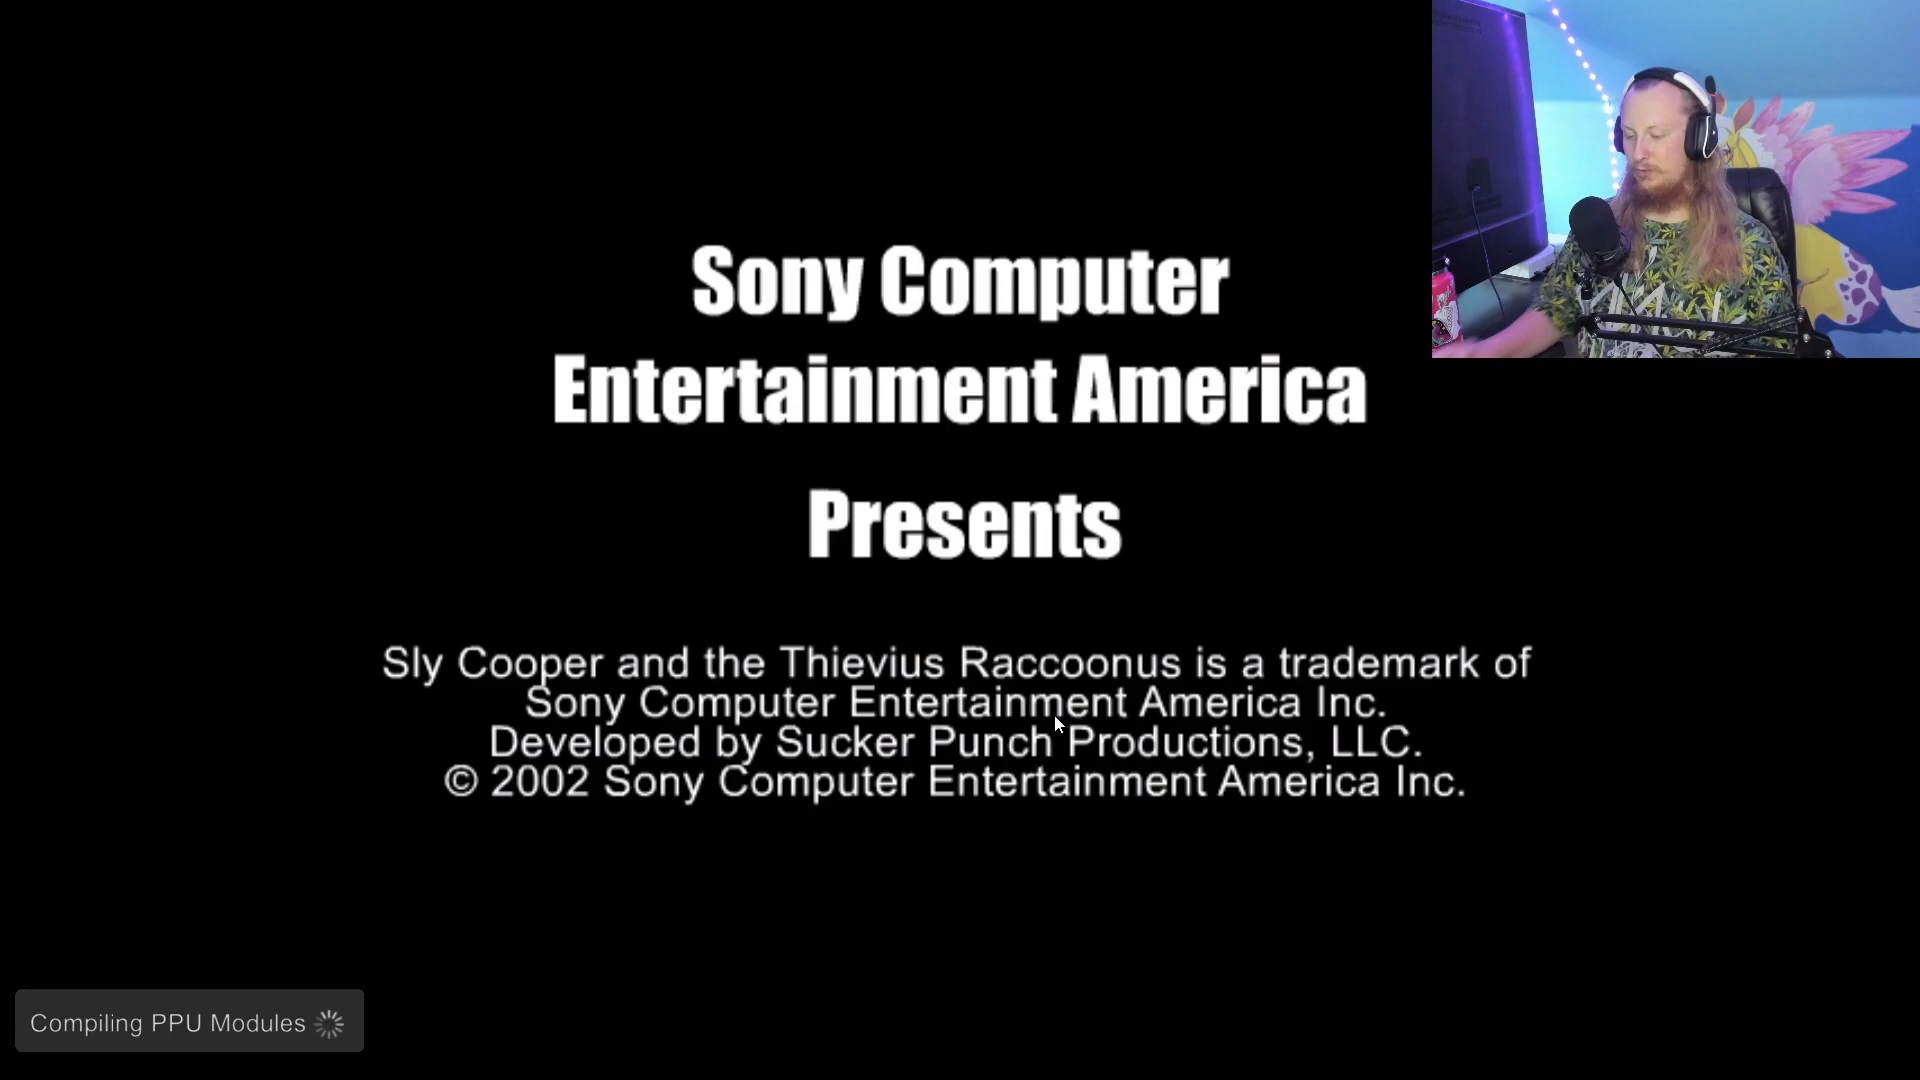 Sony Computer
Entertainment America
Presents
Sly Cooper and the Thievius Raccoonus is a trademark of
Sony Computer Entertainment America Inc.
Developed by Sucker Punch Productions, LLC.
© 2002 Sony Computer Entertainment America Inc.
Compiling PPU Modules